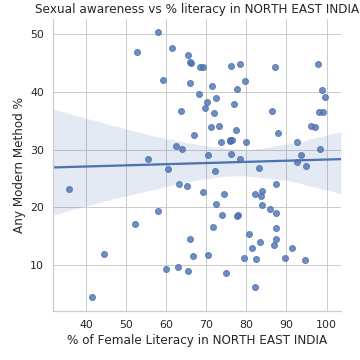 Sexual awareness vs % literacy in NORTH EAST INDIA
50
40
30
20
10
Any Modern Method %
40 50 60 70 80 90 100
% of Female Literacy in NORTH EAST INDIA